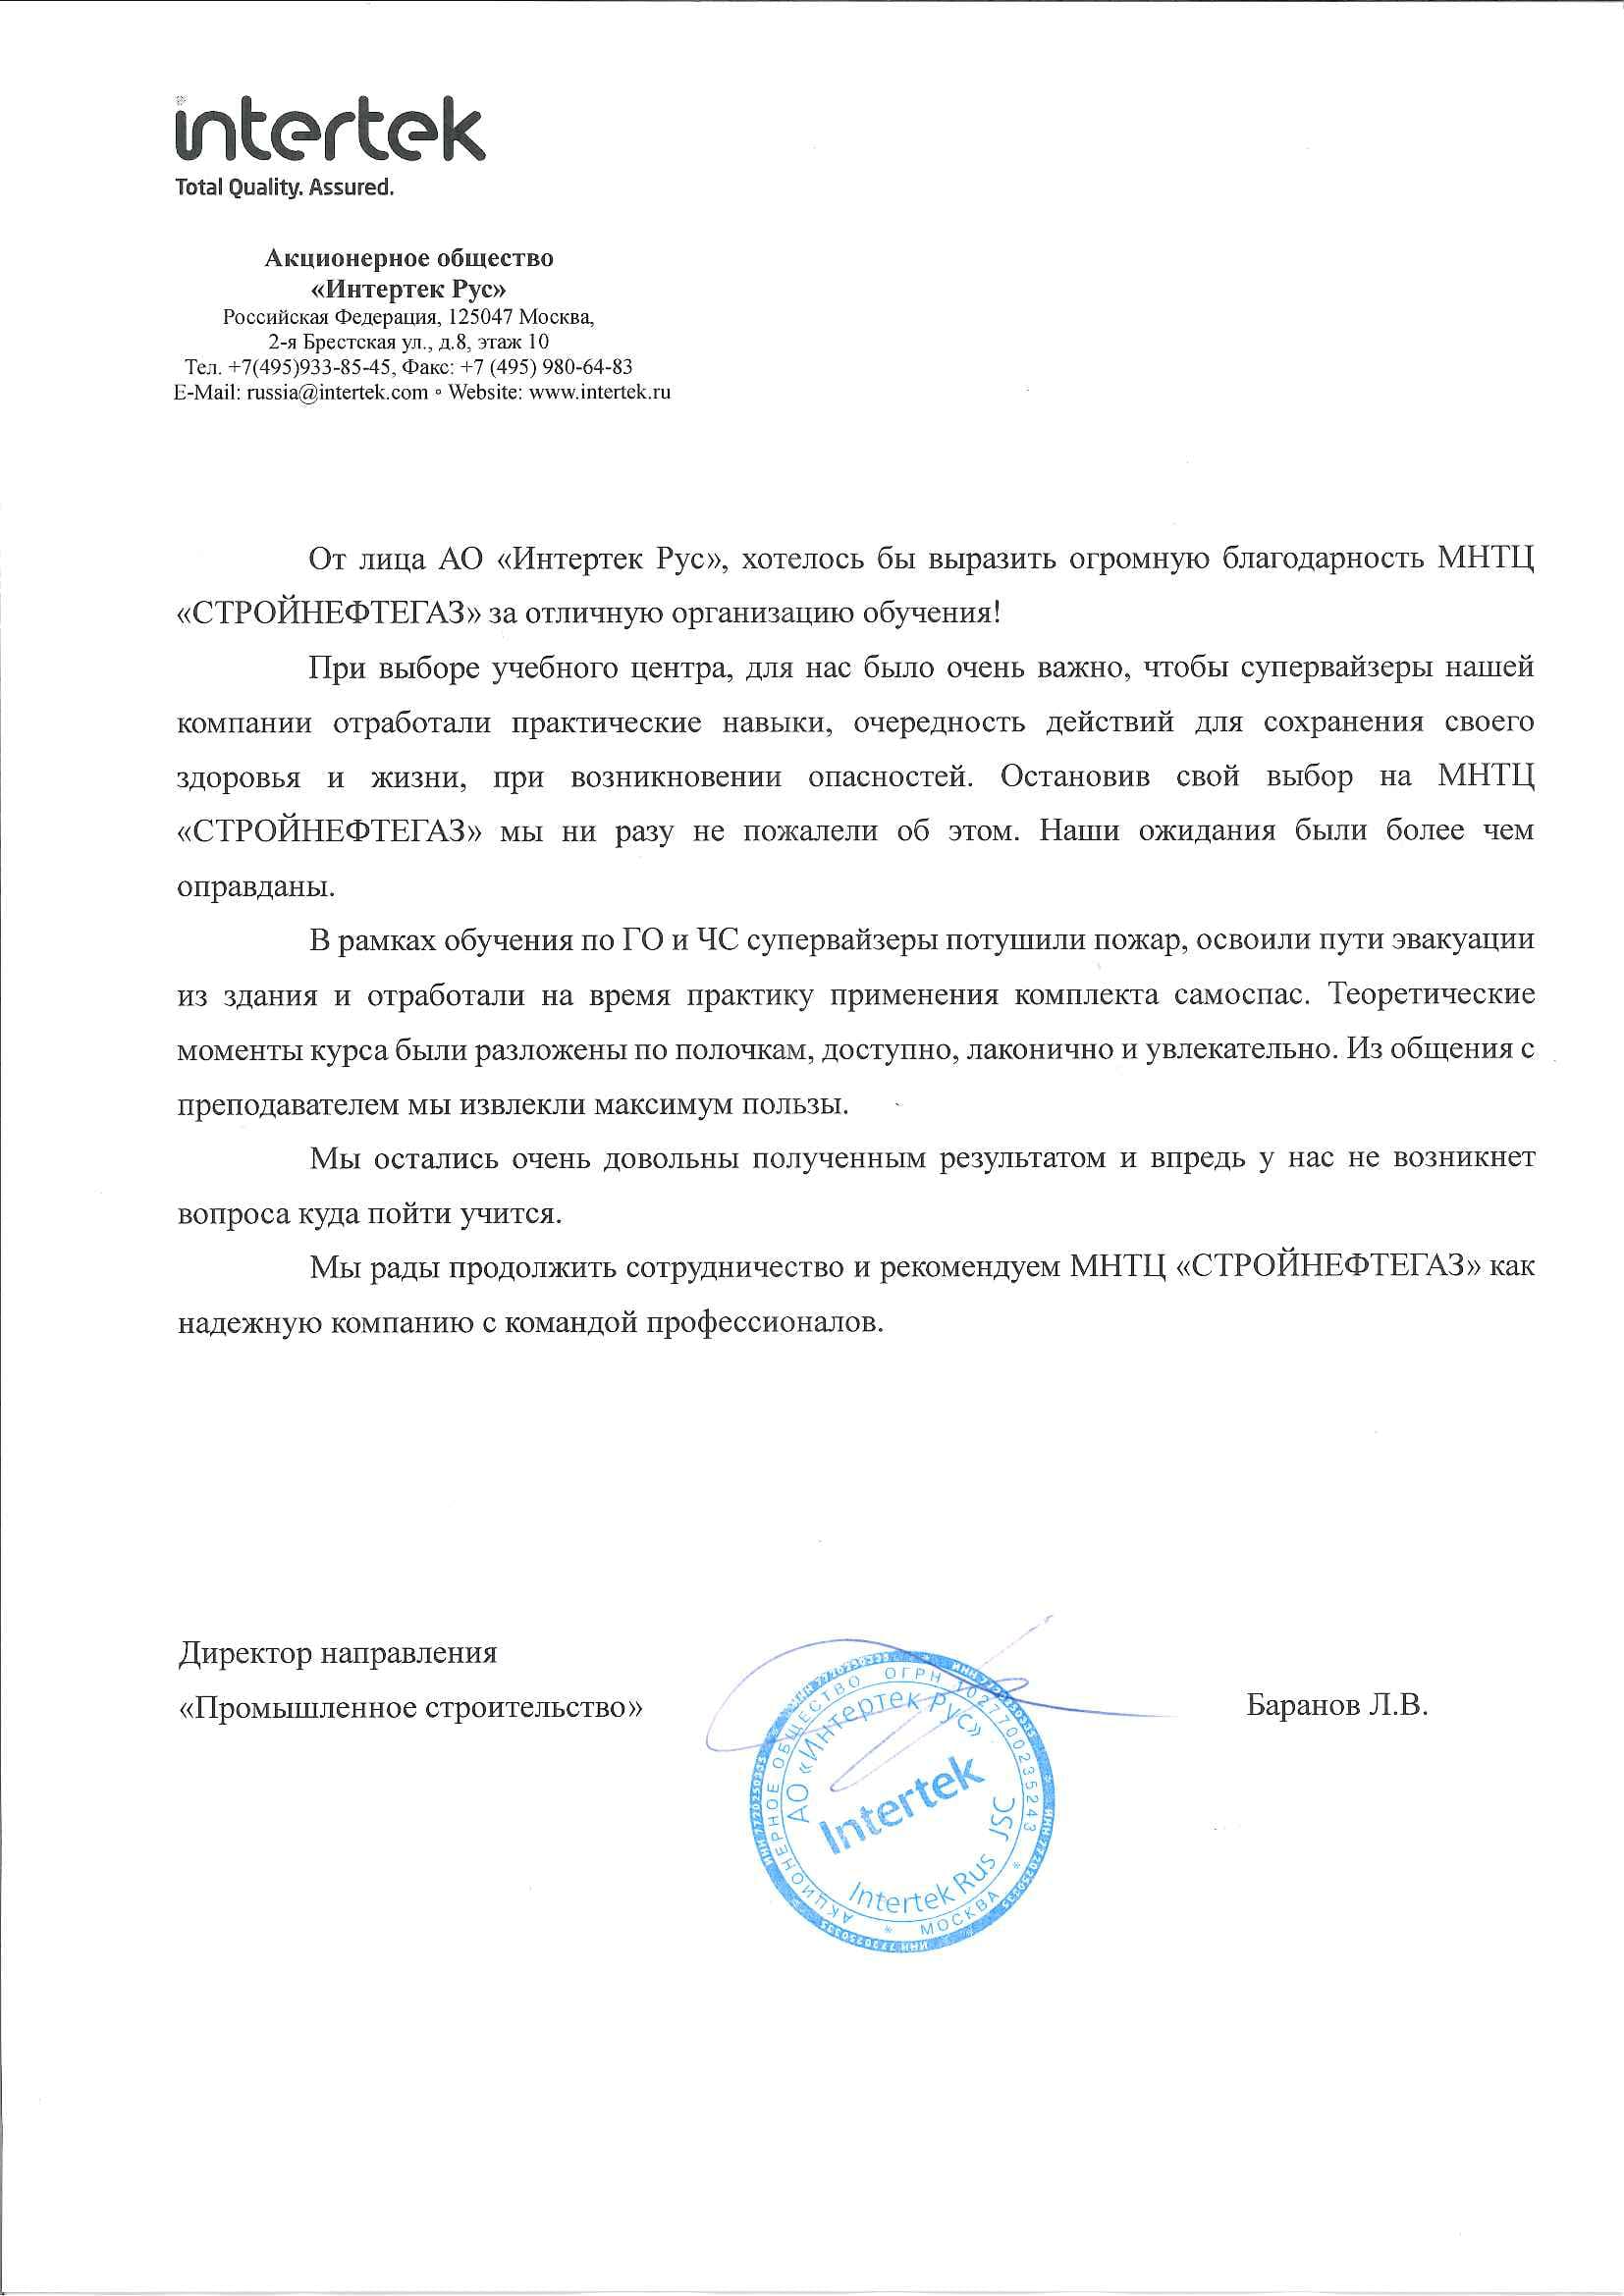 intertek
Total Quality. Assured.
Акционерное общество
«Интертек Рус»
Российская Федерация, 125047 Москва,
2-я Брестская ул., д.8, этаж 10
Тел. +7(495)933-85-45, Факс: +7 (495) 980-64-83
E-Mail: russia@intertek.com ∘ Website: www.intertek.ru
От лица АО «Интертек Рус», хотелось бы выразить огромную благодарность МНТЦ
«СТРОЙНЕФТЕГАЗ» за отличную организацию обучения!
При выборе учебного центра, для нас было очень важно, чтобы супервайзеры нашей
компании отработали практические навыки, очередность действий для сохранения своего
здоровья и жизни, при возникновении опасностей. Остановив свой выбор на МНТЦ
«СТРОЙНЕФТЕГАЗ» мы ни разу не пожалели об этом. Наши ожидания были более чем
оправданы.
В рамках обучения по ГО и ЧС супервайзеры потушили пожар, освоили пути эвакуации
из здания и отработали на время практику применения комплекта самоспас. Теоретические
моменты курса были разложены по полочкам, доступно, лаконично и увлекательно. Из общения с
преподавателем мы извлекли максимум пользы.
Мы остались очень довольны полученным результатом и впредь у нас не возникнет
вопроса куда пойти учится.
Мы рады продолжить сотрудничество и рекомендуем МНТЦ «СТРОЙНЕФТЕГАЗ» как
надежную компанию с командой профессионалов.
Директор направления
«Промышленное строительство»
Баранов Л.В.
АКЦИОНЕРНОЕ ОБЩЕСТВО ОГРН 1027700235243
* МОСКВА *
АО «Интертек Рус»
Intertek
Intertek Rus JSC